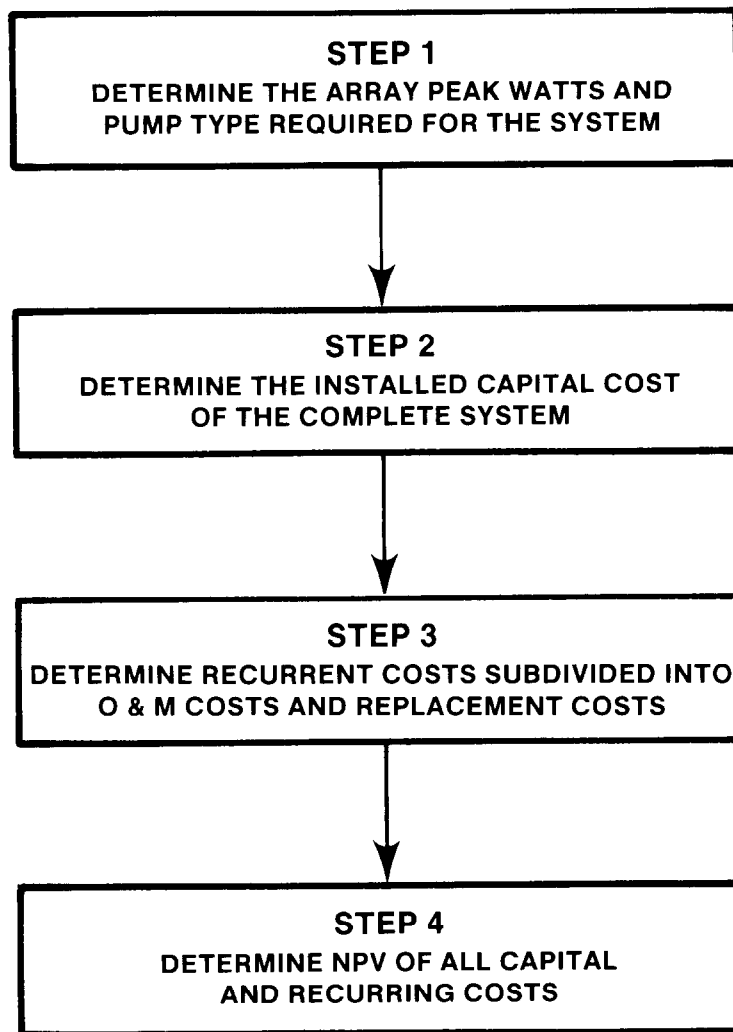 STEP 1
DETERMINE THE ARRAY PEAK WATTS AND
PUMP TYPE REQUIRED FOR THE SYSTEM
STEP 2
DETERMINE THE INSTALLED CAPITAL COST
OF THE COMPLETE SYSTEM
STEP 3
DETERMINE RECURRENT COSTS SUBDIVIDED INTO
O & M COSTS AND REPLACEMENT COSTS
STEP 4
DETERMINE NPV OF ALL CAPITAL
AND RECURRING COSTS